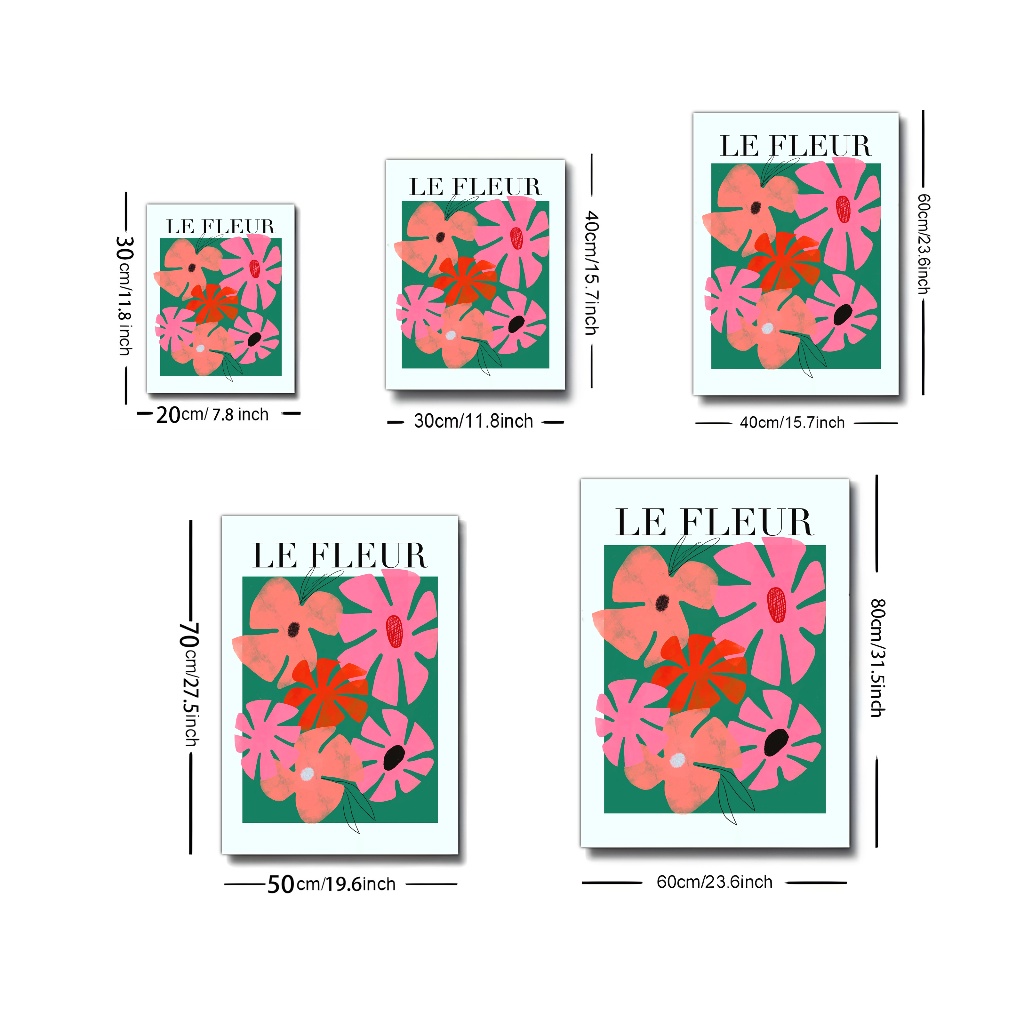 LE FLEUR
30cm/11.8 inch
20cm/ 7.8 inch
LE FLEUR
40cm/15.7inch
30cm/11.8inch
LE FLEUR
60cm/23.6inch
40cm/15.7inch
LE FLEUR
70cm/27.5inch
50cm/19.6inch
LE FLEUR
80cm/31.5inch
60cm/23.6inch